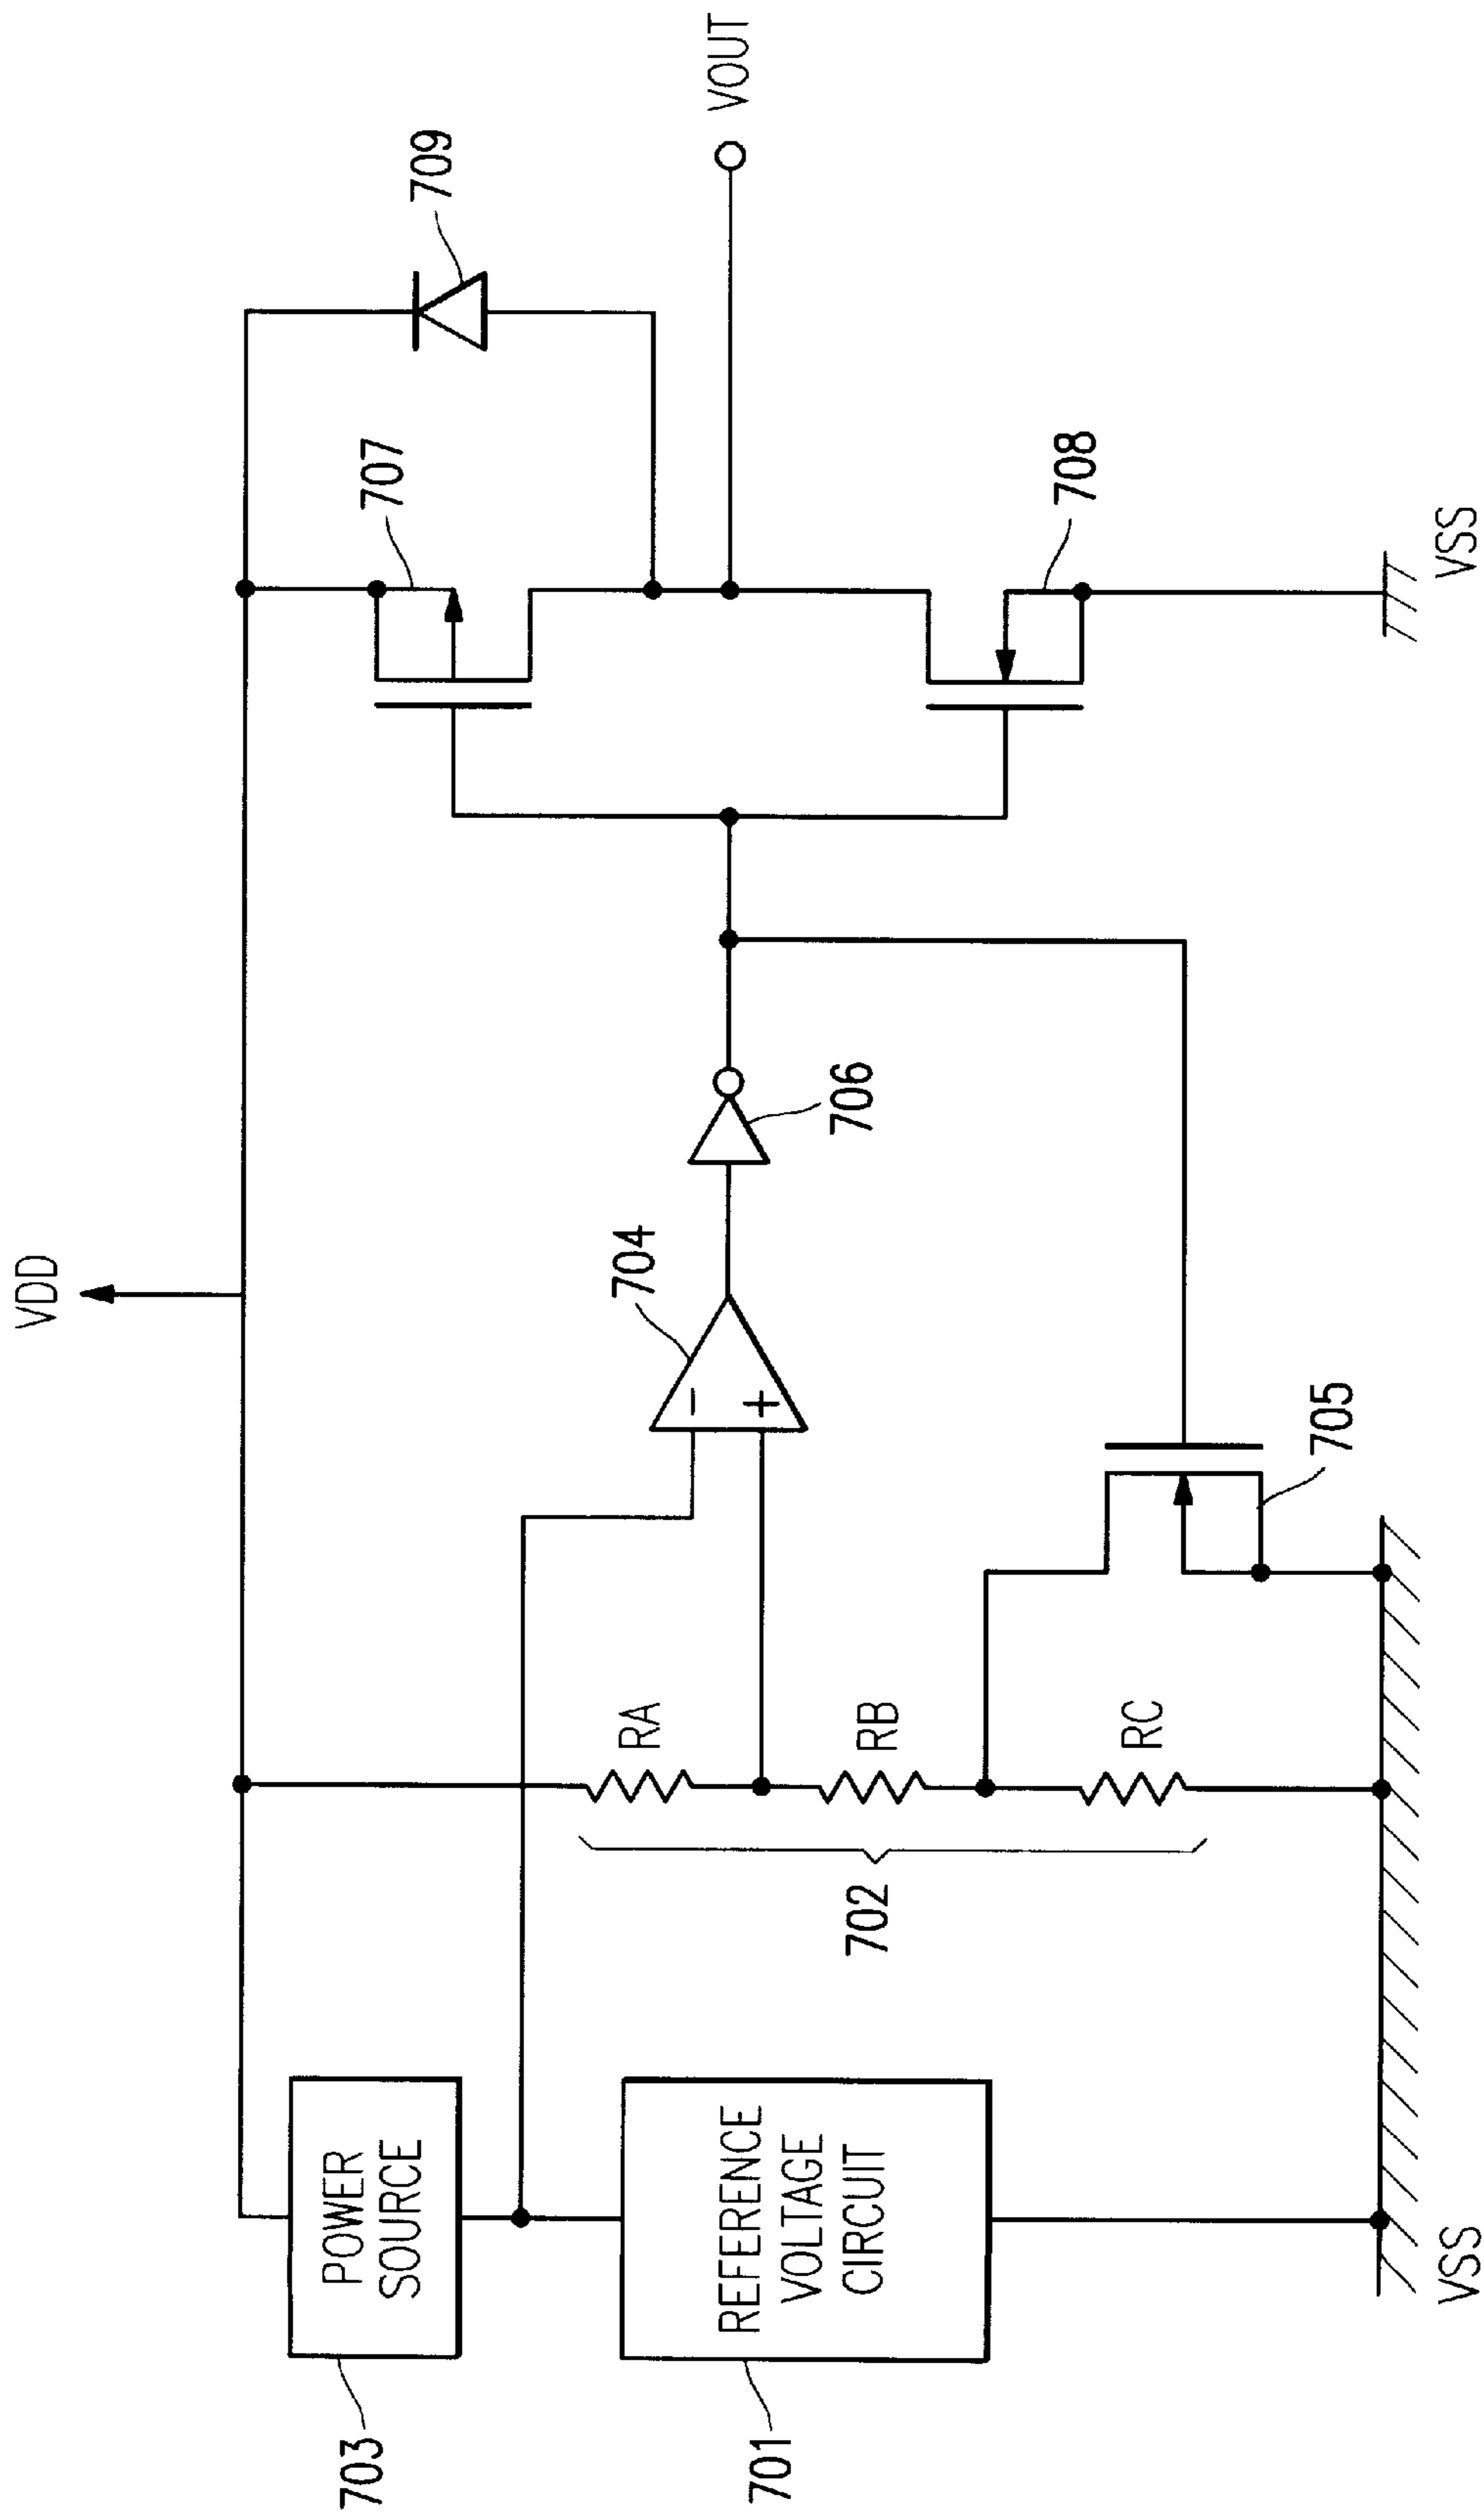 VDD
703
POWER
SOURCE
701
REFERENCE
VOLTAGE
CIRCUIT
702
RA
RB
RC
704
−
+
705
706
707
708
709
VOUT
VSS
VSS